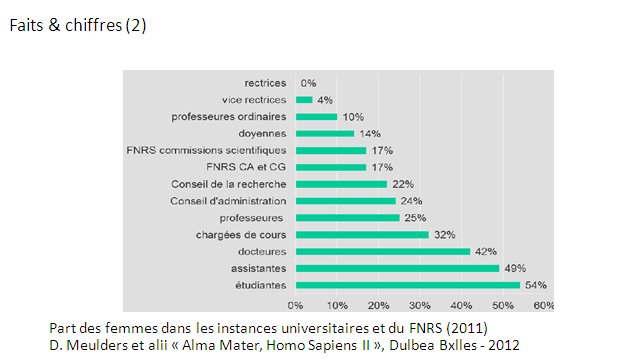 Faits & chiffres (2)
rectrices 0%
vice rectrices 4%
professeures ordinaires 10%
doyennes 14%
FNRS commissions scientifiques 17%
FNRS CA et CG 17%
Conseil de la recherche 22%
Conseil d'administration 24%
professeures 25%
chargées de cours 32%
docteures 42%
assistantes 49%
étudiantes 54%
0% 10% 20% 30% 40% 50% 60%
Part des femmes dans les instances universitaires et du FNRS (2011)
D. Meulders et alii « Alma Mater, Homo Sapiens II », Dulbea Bxlles - 2012